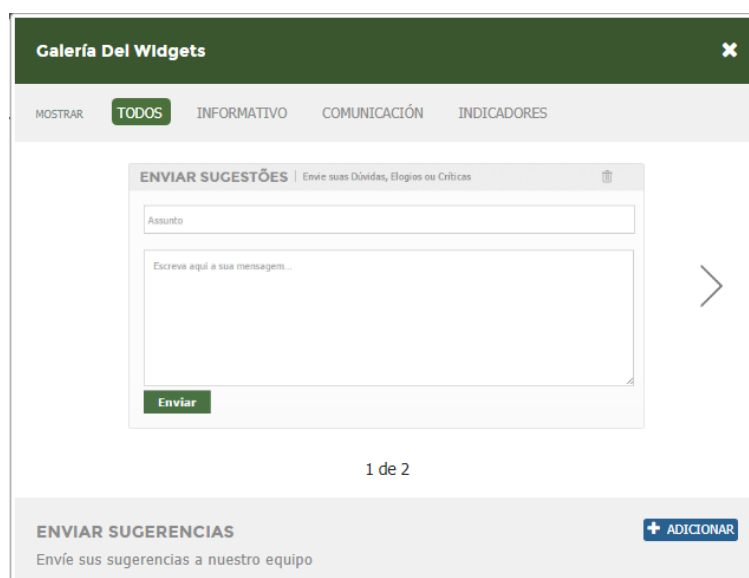 Galería Del Widgets
MOSTRAR TODOS INFORMATIVO COMUNICACIÓN INDICADORES
ENVIAR SUGESTÕES | Envie suas Dúvidas, Elogios ou Críticas
Assunto
Escreva aqui a sua mensagem...
Enviar
1 de 2
ENVIAR SUGERENCIAS
+ ADICIONAR
Envíe sus sugerencias a nuestro equipo